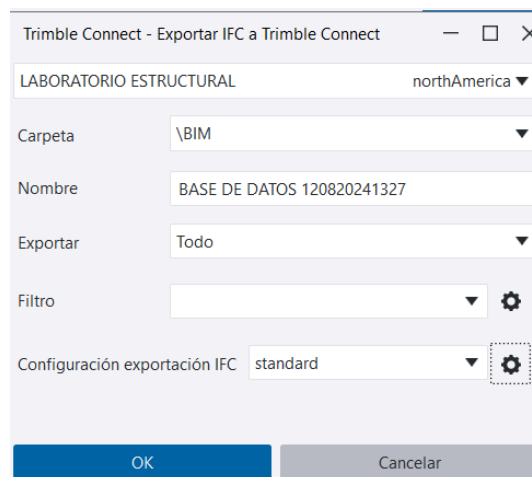 Trimble Connect - Exportar IFC a Trimble Connect
LABORATORIO ESTRUCTURAL northAmerica
Carpeta \BIM
Nombre BASE DE DATOS 120820241327
Exportar Todo
Filtro
Configuración exportación IFC standard
OK Cancelar